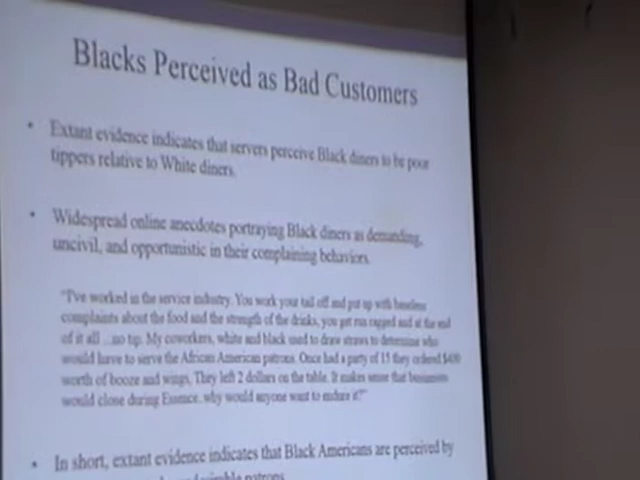 Blacks Perceived as Bad Customers
• Extant evidence indicates that servers perceive Black diners to be poor
tippers relative to White diners.
• Widespread online anecdotes portraying Black diners as demanding,
uncivil, and opportunistic in their complaining behaviors.
"I've worked in the service industry. You work your tail off and put up with baseless
complaints about the food and the strength of the drinks, you get run ragged and at the end
of it all ...no tip. My coworkers, white and black used to draw straws to determine who
would have to serve the African American patrons. Once had a party of 15 they ordered $400
worth of booze and wings. They left 2 dollars on the table. It makes sense that businesses
would close during Essence. why would anyone want to endure it?"
• In short, extant evidence indicates that Black Americans are perceived by
patrons